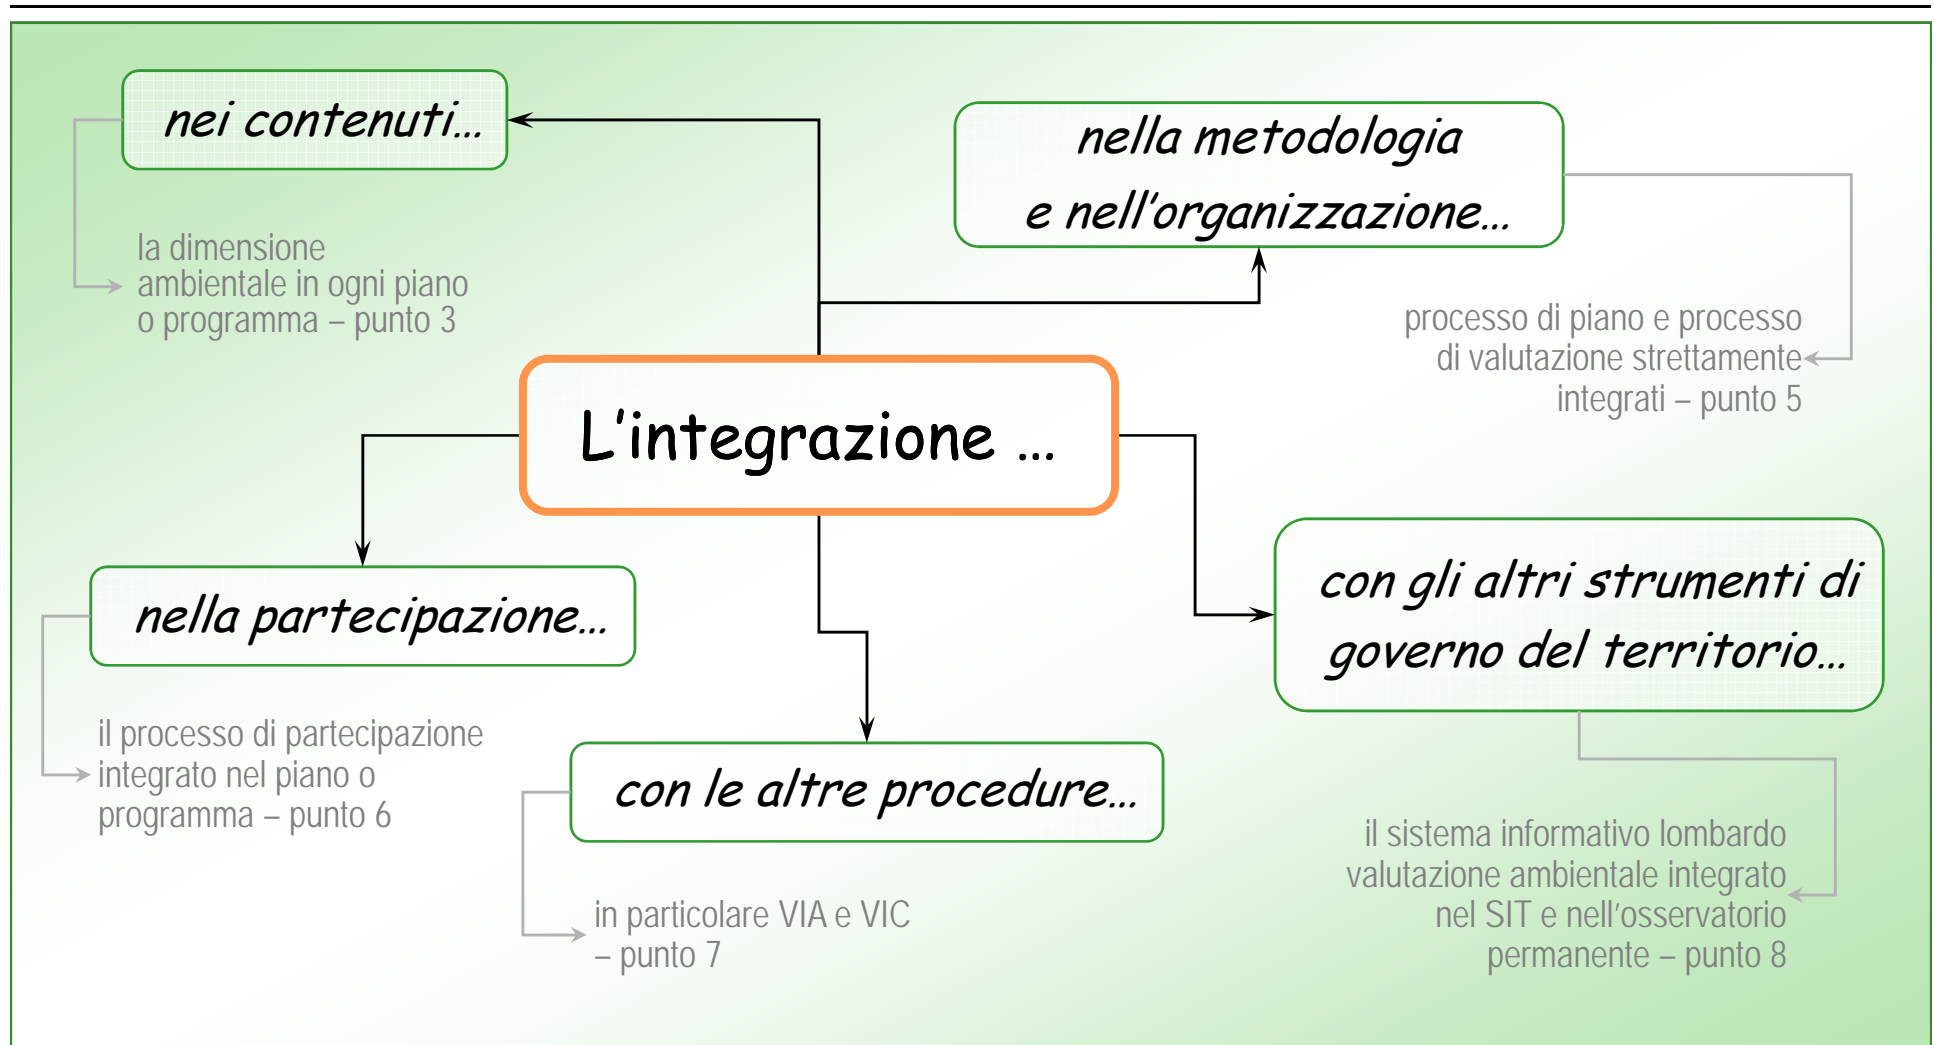 nei contenuti...
la dimensione
ambientale in ogni piano
o programma – punto 3
nella metodologia
e nell'organizzazione...
processo di piano e processo
di valutazione strettamente
integrati – punto 5
L'integrazione ...
nella partecipazione...
il processo di partecipazione
integrato nel piano o
programma – punto 6
con le altre procedure...
in particolare VIA e VIC
– punto 7
con gli altri strumenti di
governo del territorio...
il sistema informativo lombardo
valutazione ambientale integrato
nel SIT e nell'osservatorio
permanente – punto 8